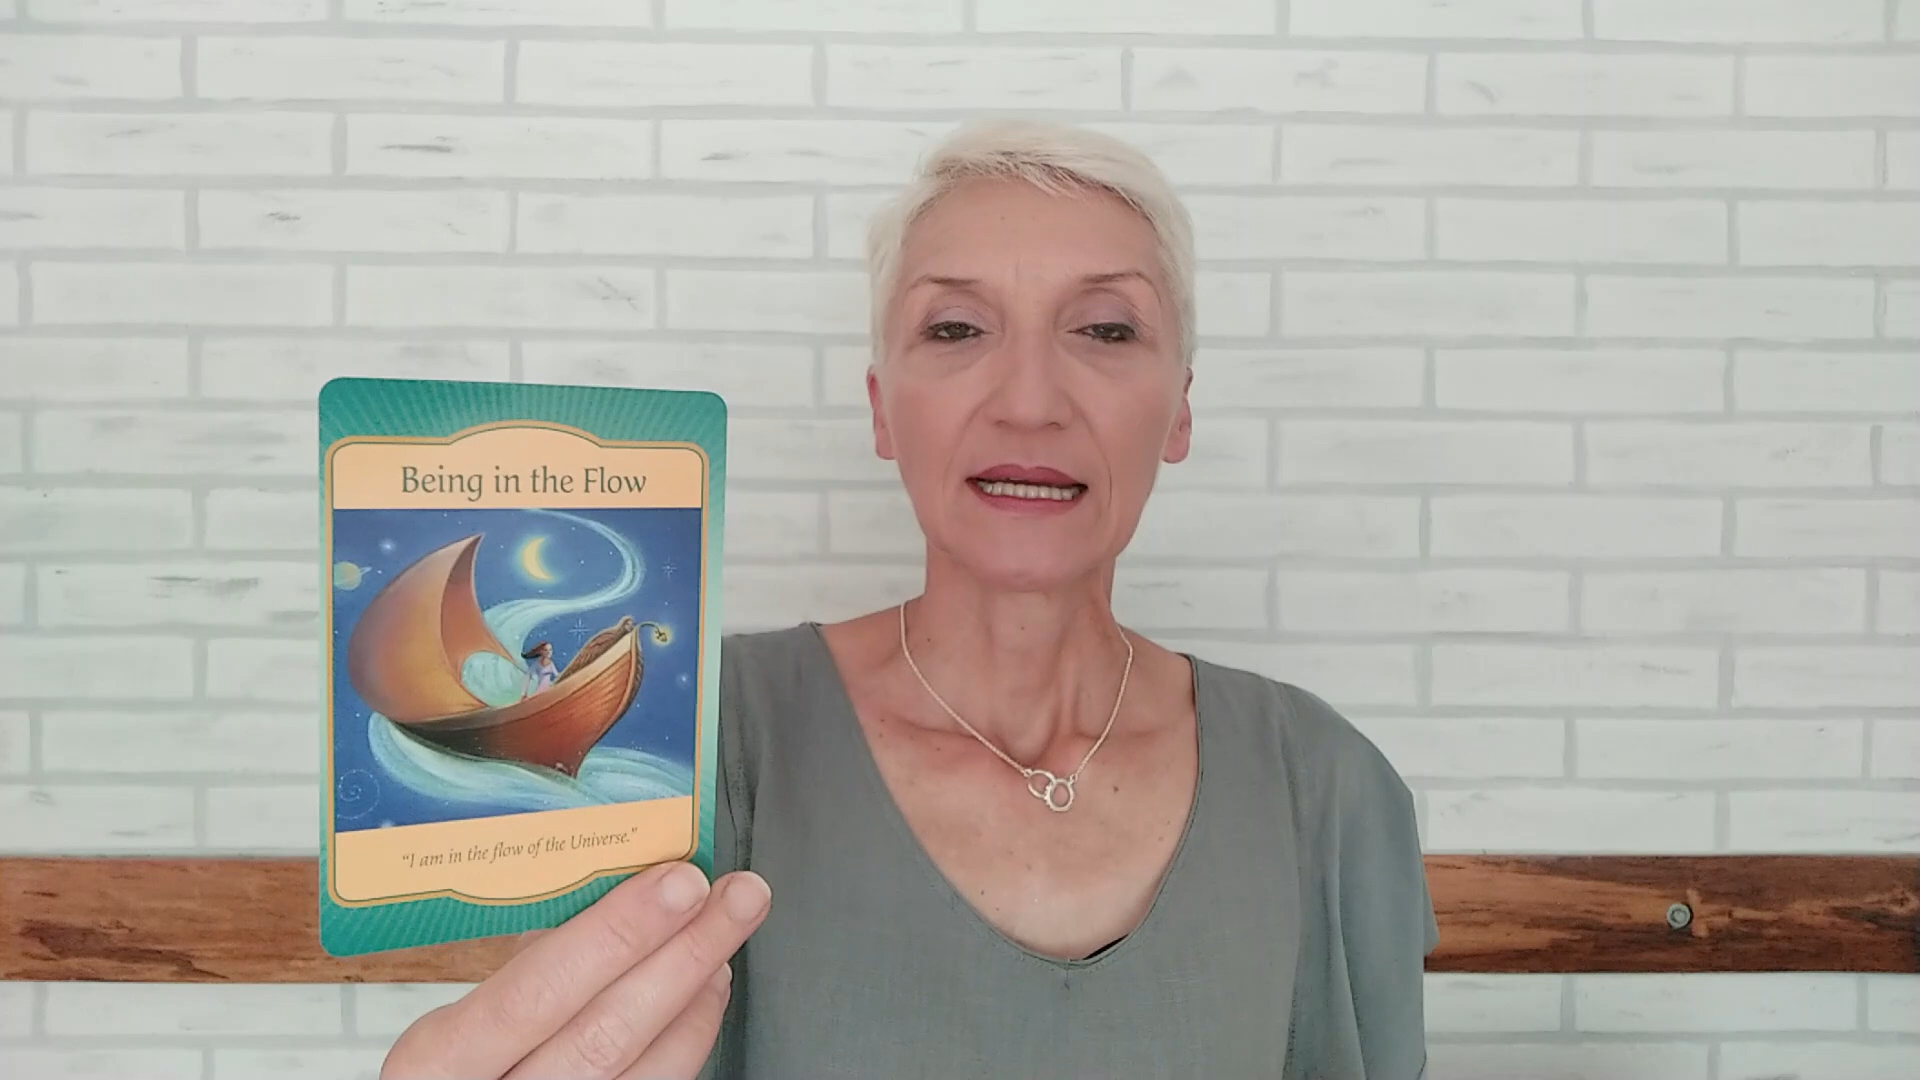 Being in the Flow
“I am in the flow of the Universe.”